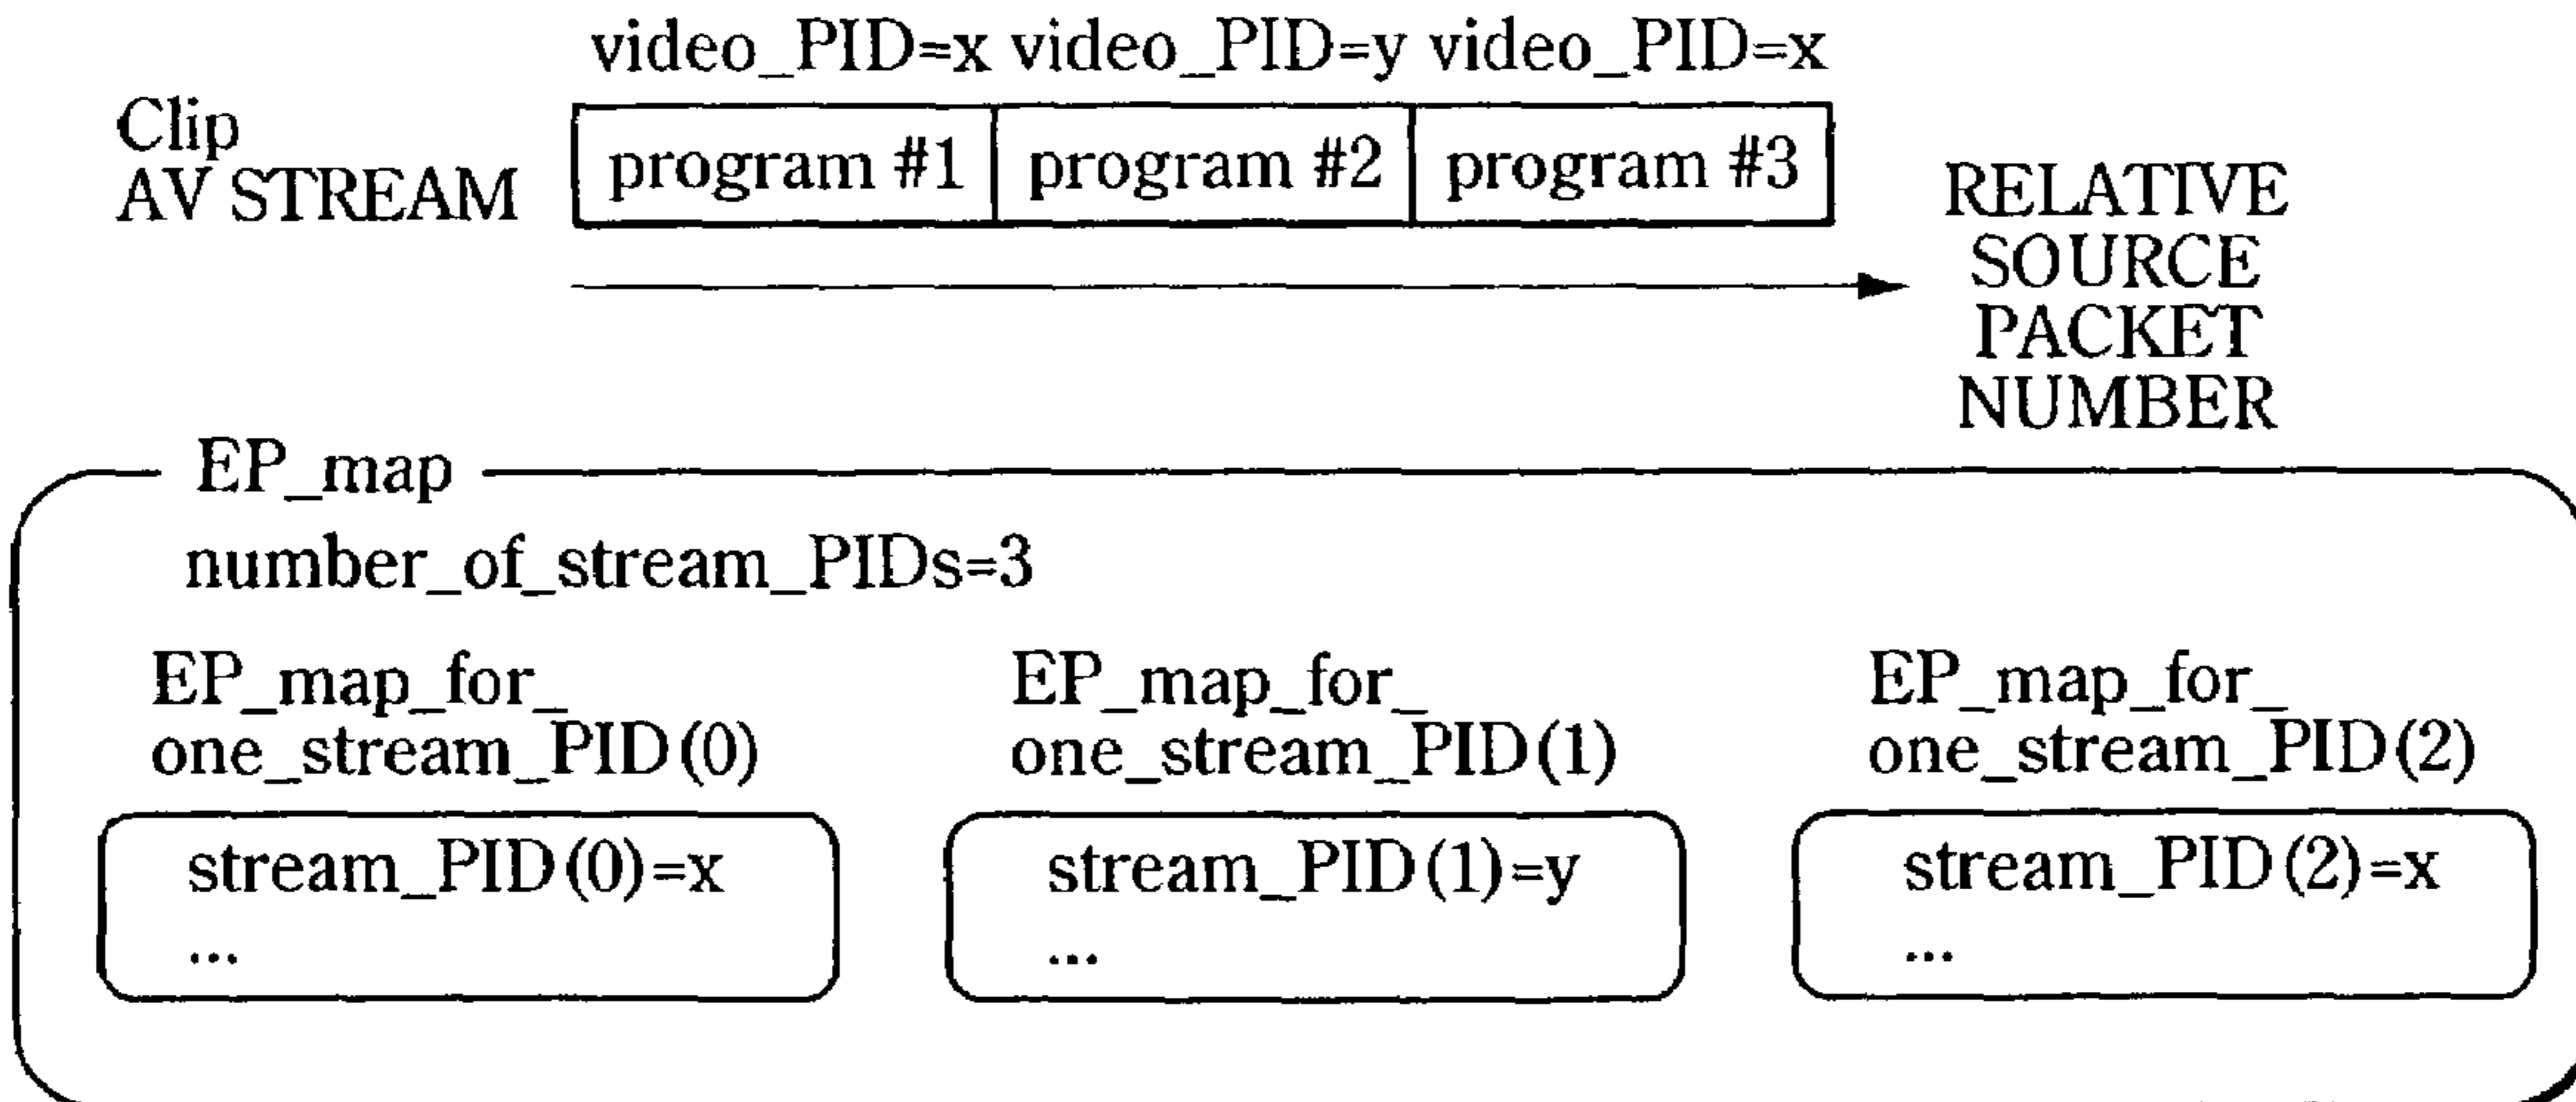 video_PID=x video_PID=y video_PID=x
Clip
AV STREAM
program #1 program #2 program #3
RELATIVE
SOURCE
PACKET
NUMBER
EP_map
number_of_stream_PIDs=3
EP_map_for_
one_stream_PID(0)
EP_map_for_
one_stream_PID(1)
EP_map_for_
one_stream_PID(2)
stream_PID(0)=x
...
stream_PID(1)=y
...
stream_PID(2)=x
...